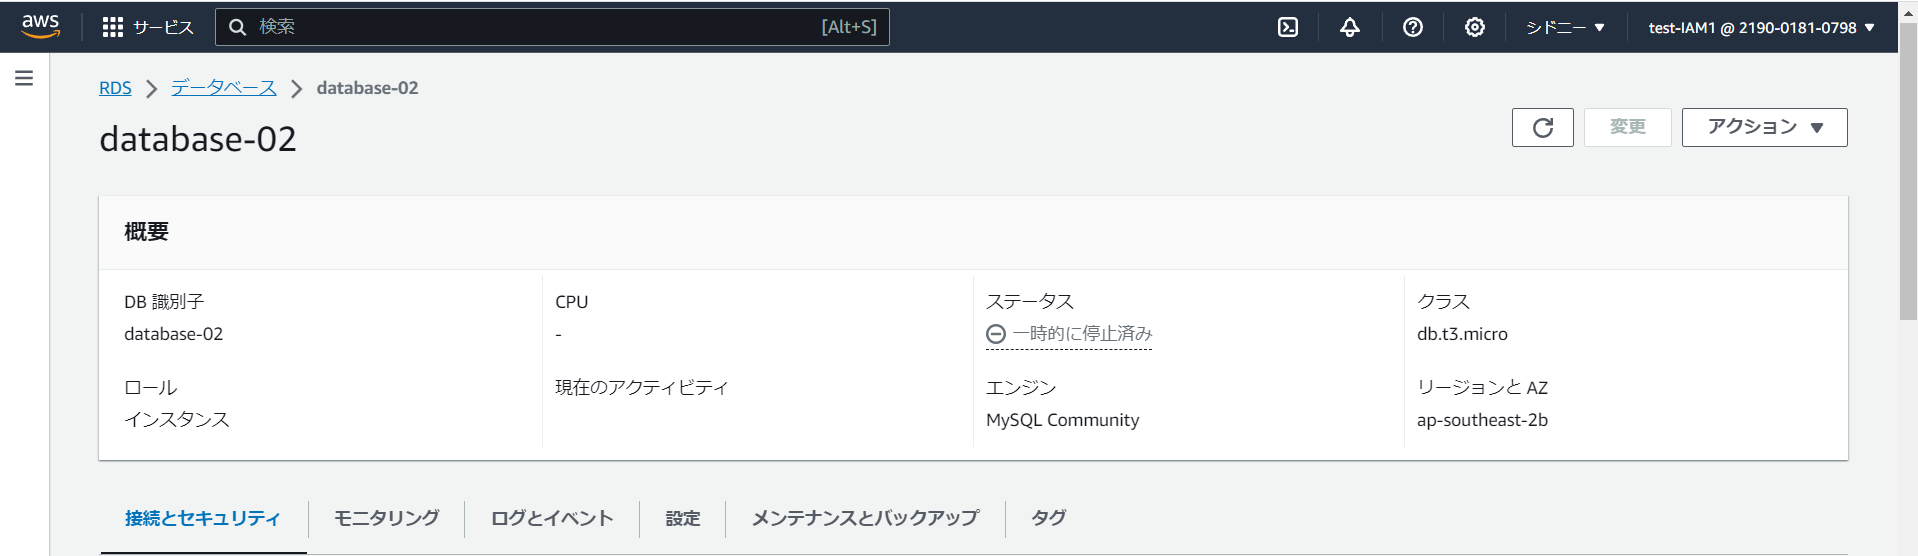 aws サービス 検索 [Alt+S] シドニー test-IAM1 @ 2190-0181-0798
RDS データベース database-02
database-02
変更 アクション
概要
DB 識別子 CPU ステータス クラス
database-02 - 一時的に停止済み db.t3.micro
ロール 現在のアクティビティ エンジン リージョンと AZ
インスタンス MySQL Community ap-southeast-2b
接続とセキュリティ モニタリング ログとイベント 設定 メンテナンスとバックアップ タグ